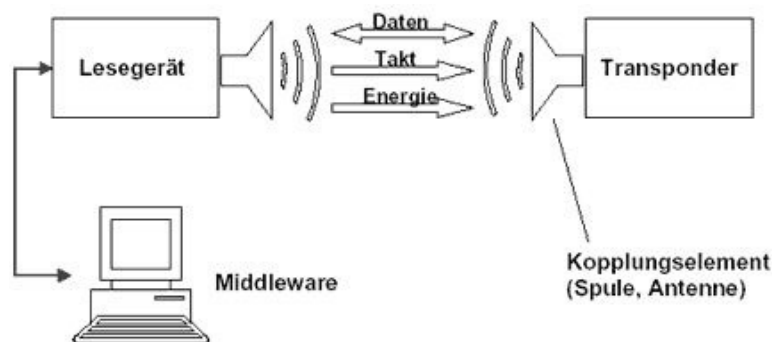 Daten
Lesegerät
Takt
Transponder
Energie
Middleware
Kopplungselement
(Spule, Antenne)